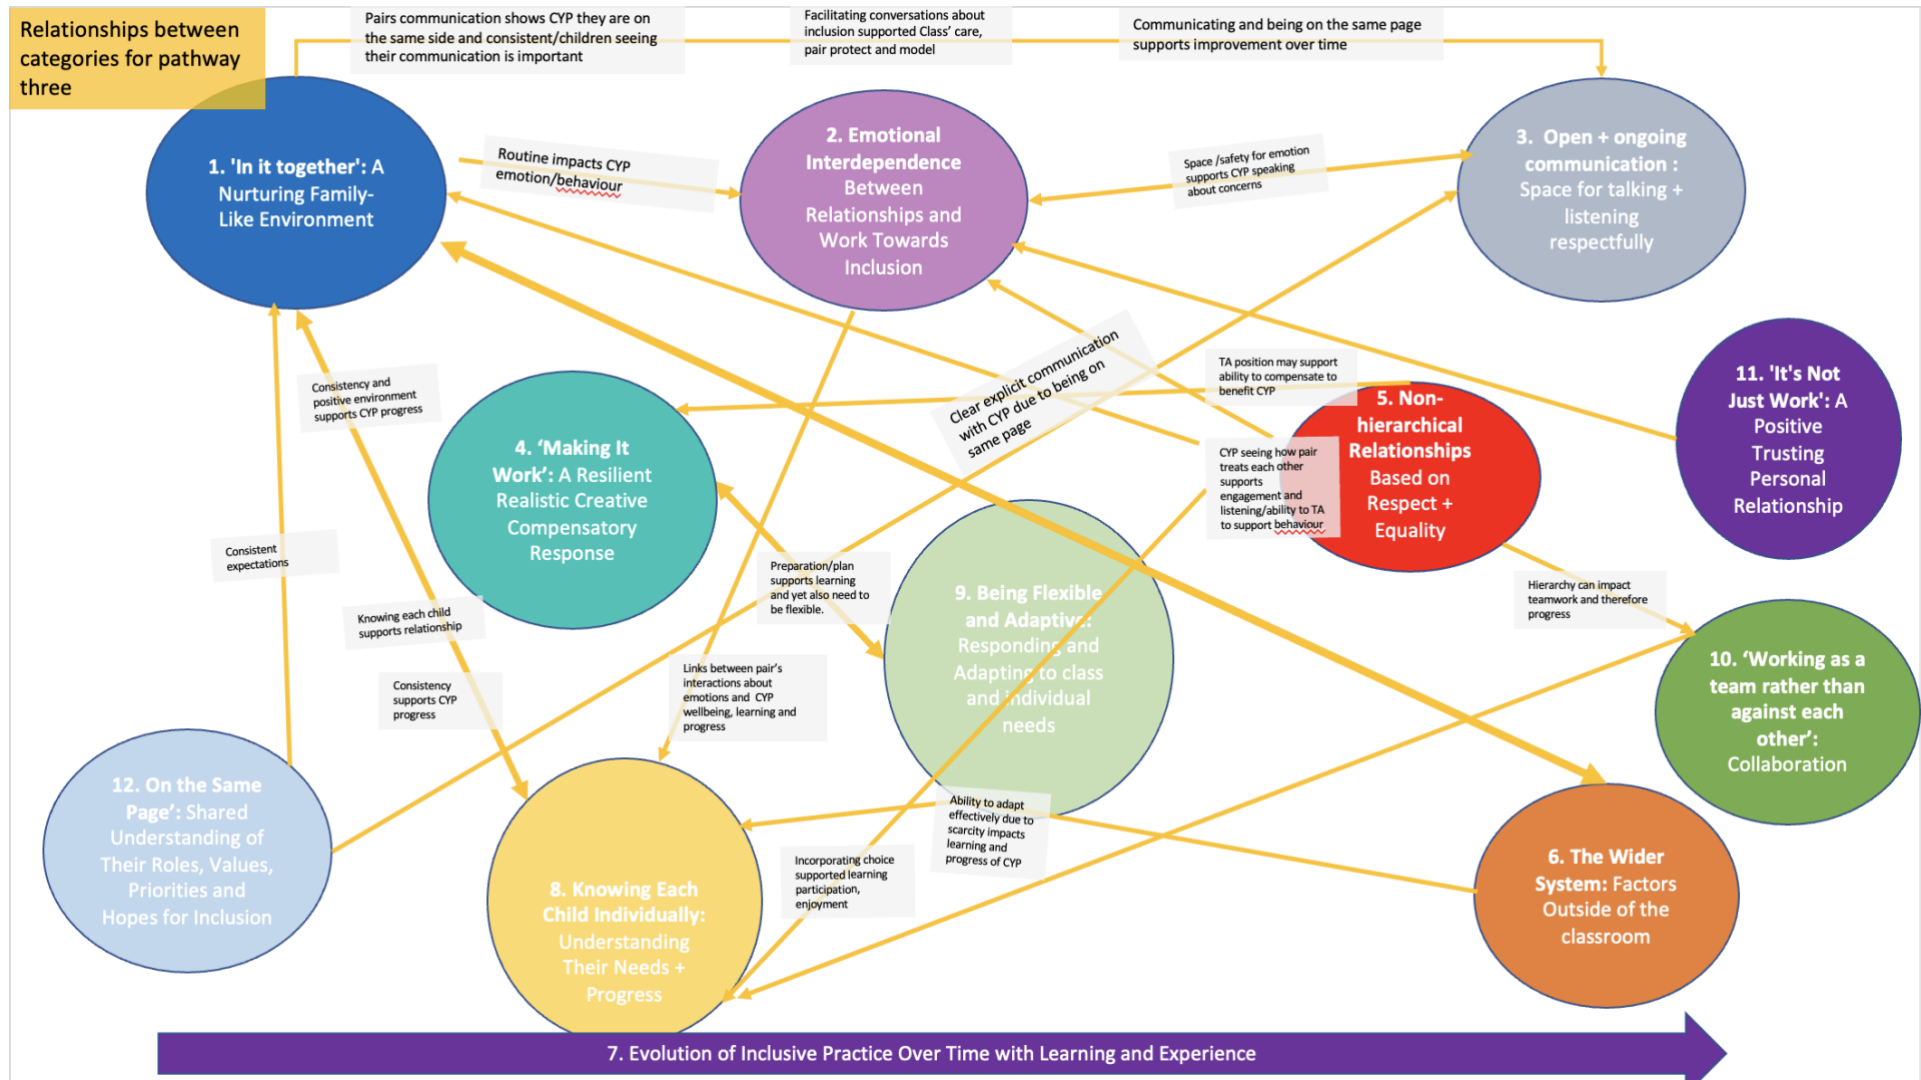 Relationships between
categories for pathway
three
Pairs communication shows CYP they are on
the same side and consistent/children seeing
their communication is important
Facilitating conversations about
inclusion supported Class’ care,
pair protect and model
Communicating and being on the same page
supports improvement over time
1. 'In it together': A
Nurturing Family-
Like Environment
Routine impacts CYP
emotion/behaviour
2. Emotional
Interdependence
Between
Relationships and
Work Towards
Inclusion
Space /safety for emotion
supports CYP speaking
about concerns
3.  Open + ongoing
communication :
Space for talking +
listening
respectfully
Consistency and
positive environment
supports CYP progress
4. ‘Making It
Work’: A Resilient
Realistic Creative
Compensatory
Response
Clear explicit communication
with CYP due to being on
same page
TA position may support
ability to compensate to
benefit CYP
5. Non-
hierarchical
Relationships
Based on
Respect +
Equality
CYP seeing how pair
treats each other
supports
engagement and
listening/ability to TA
to support behaviour
11. 'It's Not
Just Work': A
Positive
Trusting
Personal
Relationship
Consistent
expectations
Knowing each child
supports relationship
Consistency
supports CYP
progress
Preparation/plan
supports learning
and yet also need to
be flexible.
Links between pair’s
interactions about
emotions and  CYP
wellbeing, learning and
progress
9. Being Flexible
and Adaptive:
Responding and
Adapting to class
and individual
needs
Hierarchy can impact
teamwork and therefore
progress
10. ‘Working as a
team rather than
against each
other’:
Collaboration
12. On the Same
Page’: Shared
Understanding of
Their Roles, Values,
Priorities and
Hopes for Inclusion
8. Knowing Each
Child Individually:
Understanding
Their Needs +
Progress
Incorporating choice
supported learning
participation,
enjoyment
Ability to adapt
effectively due to
scarcity impacts
learning and
progress of CYP
6. The Wider
System: Factors
Outside of the
classroom
7. Evolution of Inclusive Practice Over Time with Learning and Experience